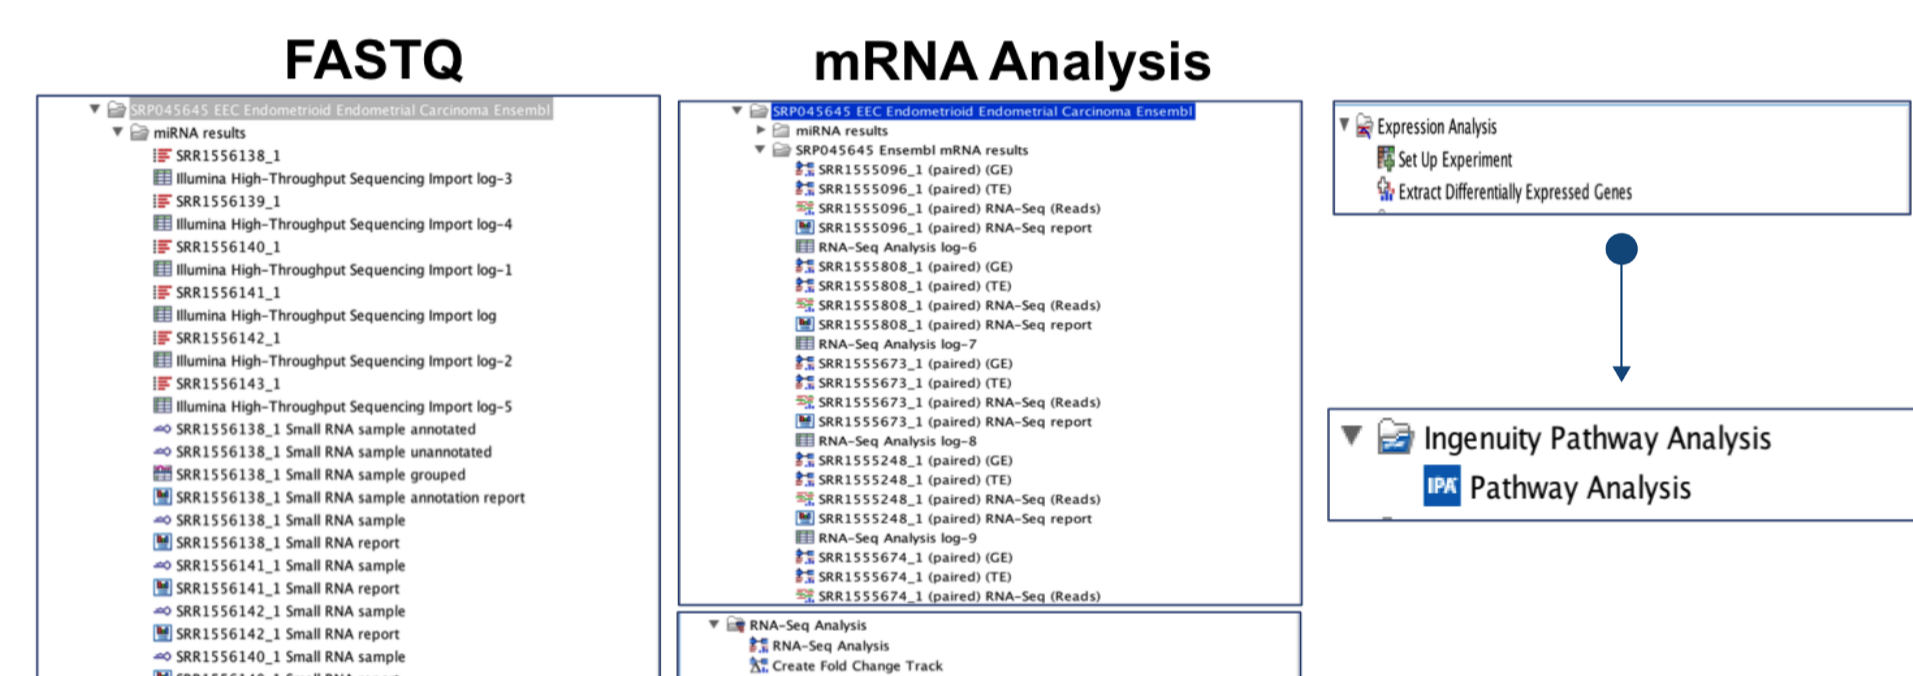 FASTQ
SRP045645 EEC Endometrioid Endometrial Carcinoma Ensembl
miRNA results
SRR1556138_1
Illumina High-Throughput Sequencing Import log-3
SRR1556139_1
Illumina High-Throughput Sequencing Import log-4
SRR1556140_1
Illumina High-Throughput Sequencing Import log-1
SRR1556141_1
Illumina High-Throughput Sequencing Import log
SRR1556142_1
Illumina High-Throughput Sequencing Import log-2
SRR1556143_1
Illumina High-Throughput Sequencing Import log-5
SRR1556138_1 Small RNA sample annotated
SRR1556138_1 Small RNA sample unannotated
SRR1556138_1 Small RNA sample grouped
SRR1556138_1 Small RNA sample annotation report
SRR1556138_1 Small RNA sample
SRR1556138_1 Small RNA report
SRR1556141_1 Small RNA sample
SRR1556141_1 Small RNA report
SRR1556142_1 Small RNA sample
SRR1556142_1 Small RNA report
SRR1556140_1 Small RNA sample
mRNA Analysis
SRP045645 EEC Endometrioid Endometrial Carcinoma Ensembl
miRNA results
SRP045645 Ensembl mRNA results
SRR1555096_1 (paired) (GE)
SRR1555096_1 (paired) (TE)
SRR1555096_1 (paired) RNA-Seq (Reads)
SRR1555096_1 (paired) RNA-Seq report
RNA-Seq Analysis log-6
SRR1555808_1 (paired) (GE)
SRR1555808_1 (paired) (TE)
SRR1555808_1 (paired) RNA-Seq (Reads)
SRR1555808_1 (paired) RNA-Seq report
RNA-Seq Analysis log-7
SRR1555673_1 (paired) (GE)
SRR1555673_1 (paired) (TE)
SRR1555673_1 (paired) RNA-Seq (Reads)
SRR1555673_1 (paired) RNA-Seq report
RNA-Seq Analysis log-8
SRR1555248_1 (paired) (GE)
SRR1555248_1 (paired) (TE)
SRR1555248_1 (paired) RNA-Seq (Reads)
SRR1555248_1 (paired) RNA-Seq report
RNA-Seq Analysis log-9
SRR1555674_1 (paired) (GE)
SRR1555674_1 (paired) (TE)
SRR1555674_1 (paired) RNA-Seq (Reads)
RNA-Seq Analysis
RNA-Seq Analysis
Create Fold Change Track
Expression Analysis
Set Up Experiment
Extract Differentially Expressed Genes
Ingenuity Pathway Analysis
IPA Pathway Analysis